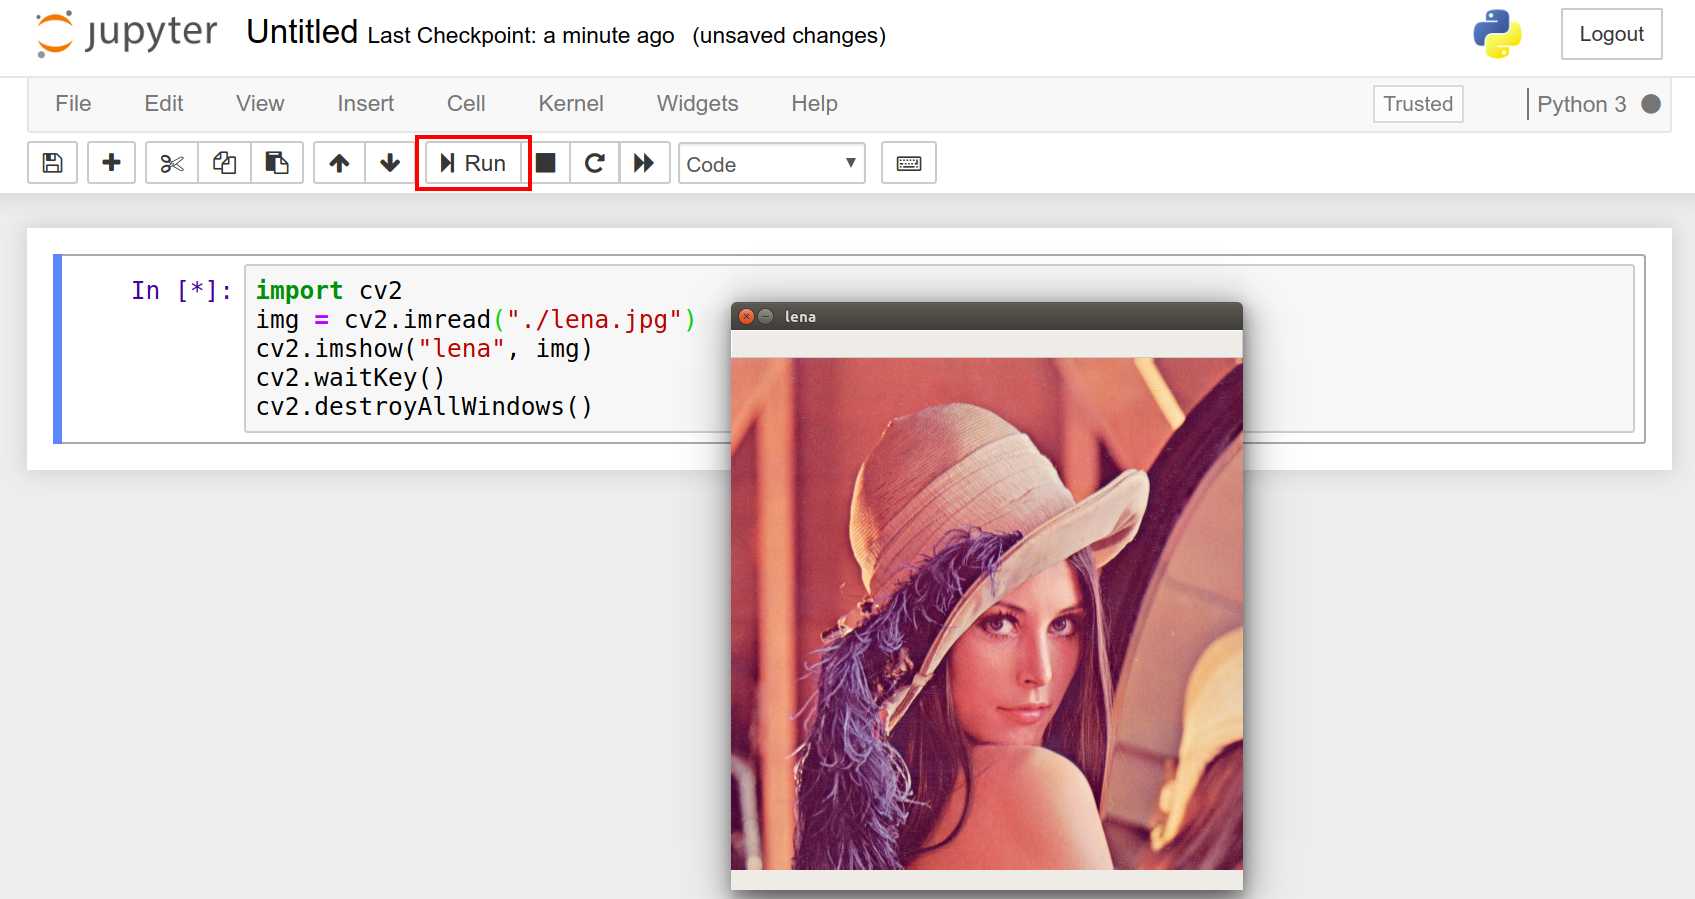 jupyter Untitled Last Checkpoint: a minute ago (unsaved changes) Logout
File Edit View Insert Cell Kernel Widgets Help Trusted Python 3
Run Code
In [*]: import cv2
img = cv2.imread("./lena.jpg")
cv2.imshow("lena", img)
cv2.waitKey()
cv2.destroyAllWindows()
lena